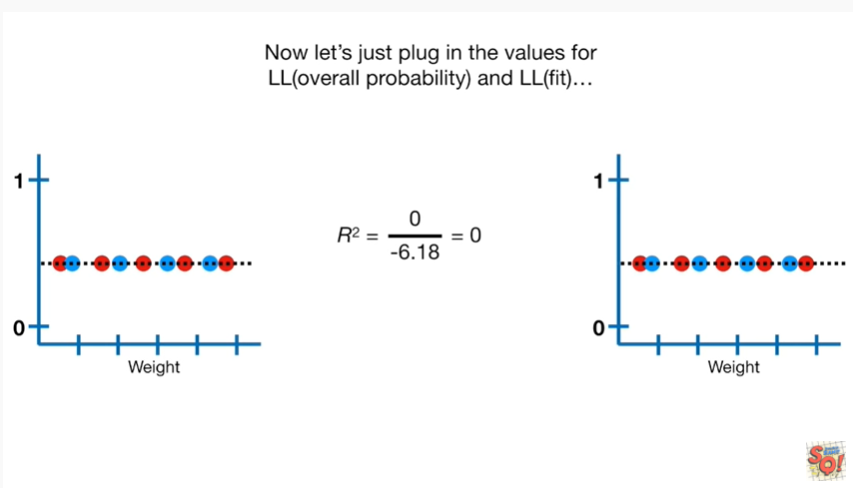 Now let's just plug in the values for
LL(overall probability) and LL(fit)...
1
0
Weight
R² = 0 / -6.18 = 0
1
0
Weight
SQ!